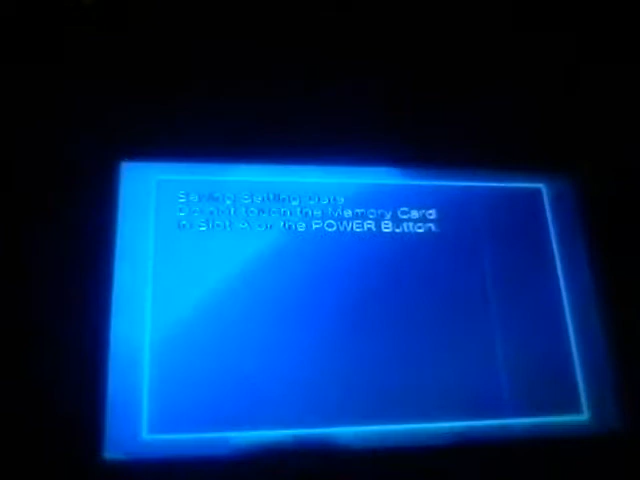 Saving Setting Data.
Do not touch the Memory Card
in Slot A or the POWER Button.